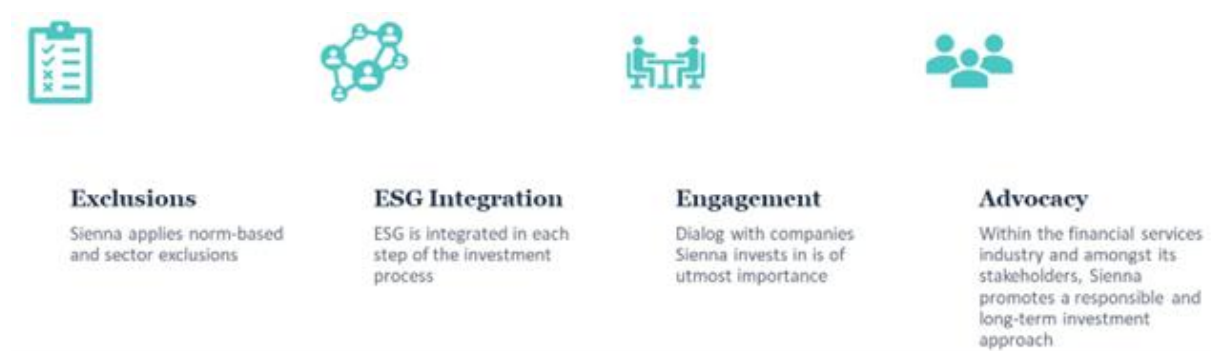 Exclusions
Sienna applies norm-based
and sector exclusions
ESG Integration
ESG is integrated in each
step of the investment
process
Engagement
Dialog with companies
Sienna invests in is of
utmost importance
Advocacy
Within the financial services
industry and amongst its
stakeholders, Sienna
promotes a responsible and
long-term investment
approach